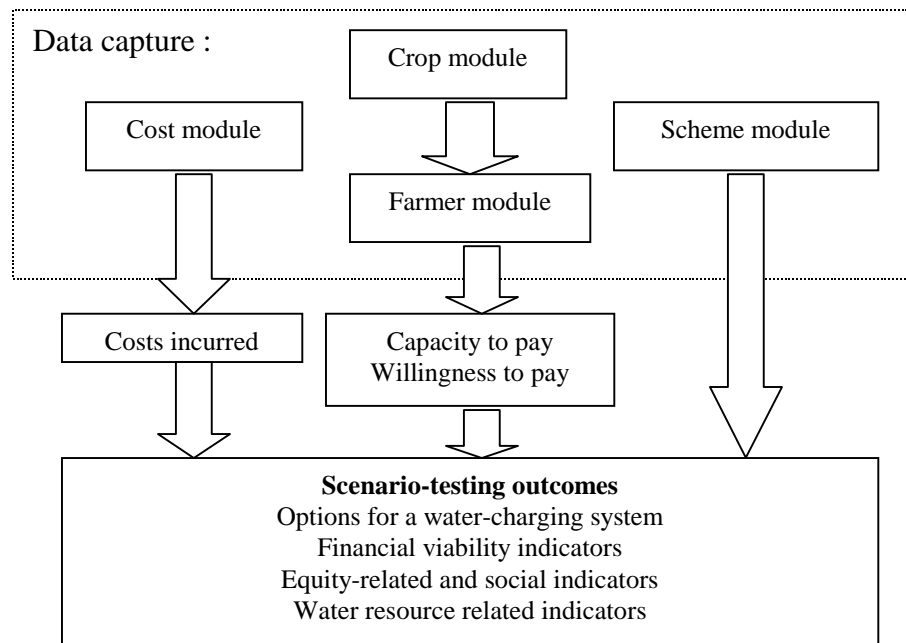 Data capture :
Crop module
Cost module
Scheme module
Farmer module
Costs incurred
Capacity to pay
Willingness to pay
Scenario-testing outcomes
Options for a water-charging system
Financial viability indicators
Equity-related and social indicators
Water resource related indicators